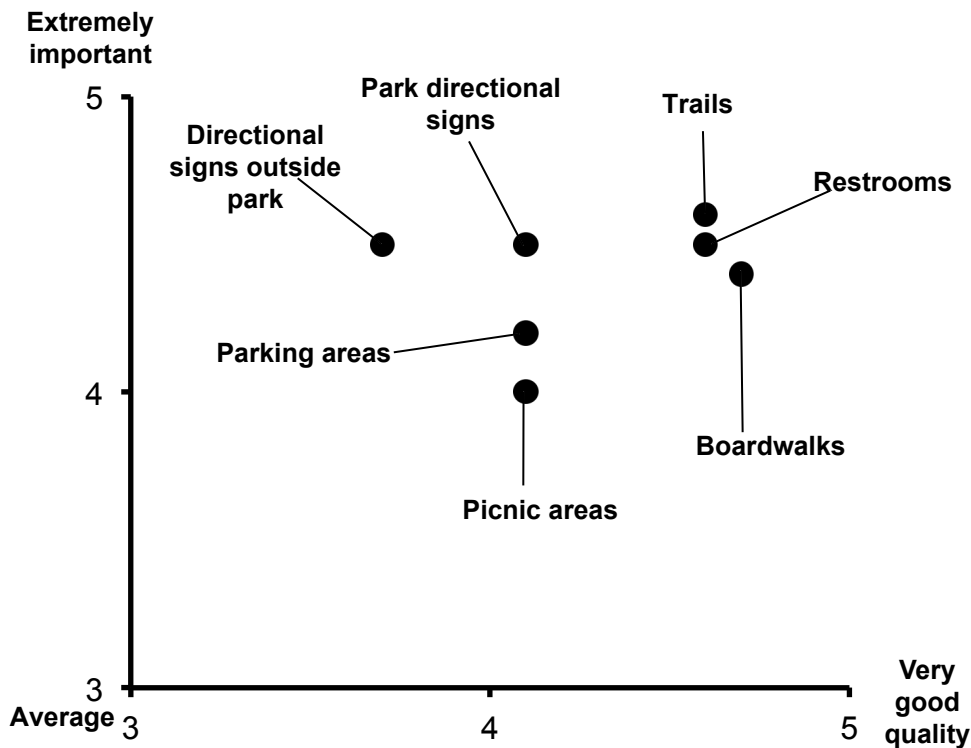 Extremely
important
5
Park directional
signs
Trails
Directional
signs outside
park
Restrooms
Parking areas
4
Boardwalks
Picnic areas
3
Average
3
4
5
Very
good
quality